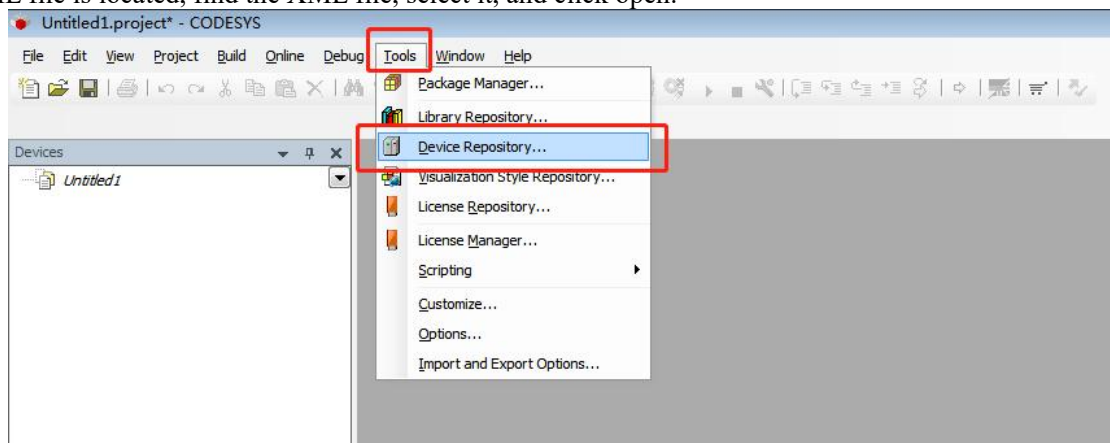 file is located, find the XML file, select it, and click open.
Untitled1.project* - CODESYS
File Edit View Project Build Online Debug Tools Window Help
Package Manager...
Library Repository...
Devices
Device Repository...
Untitled1
Visualization Style Repository...
License Repository...
License Manager...
Scripting
Customize...
Options...
Import and Export Options...